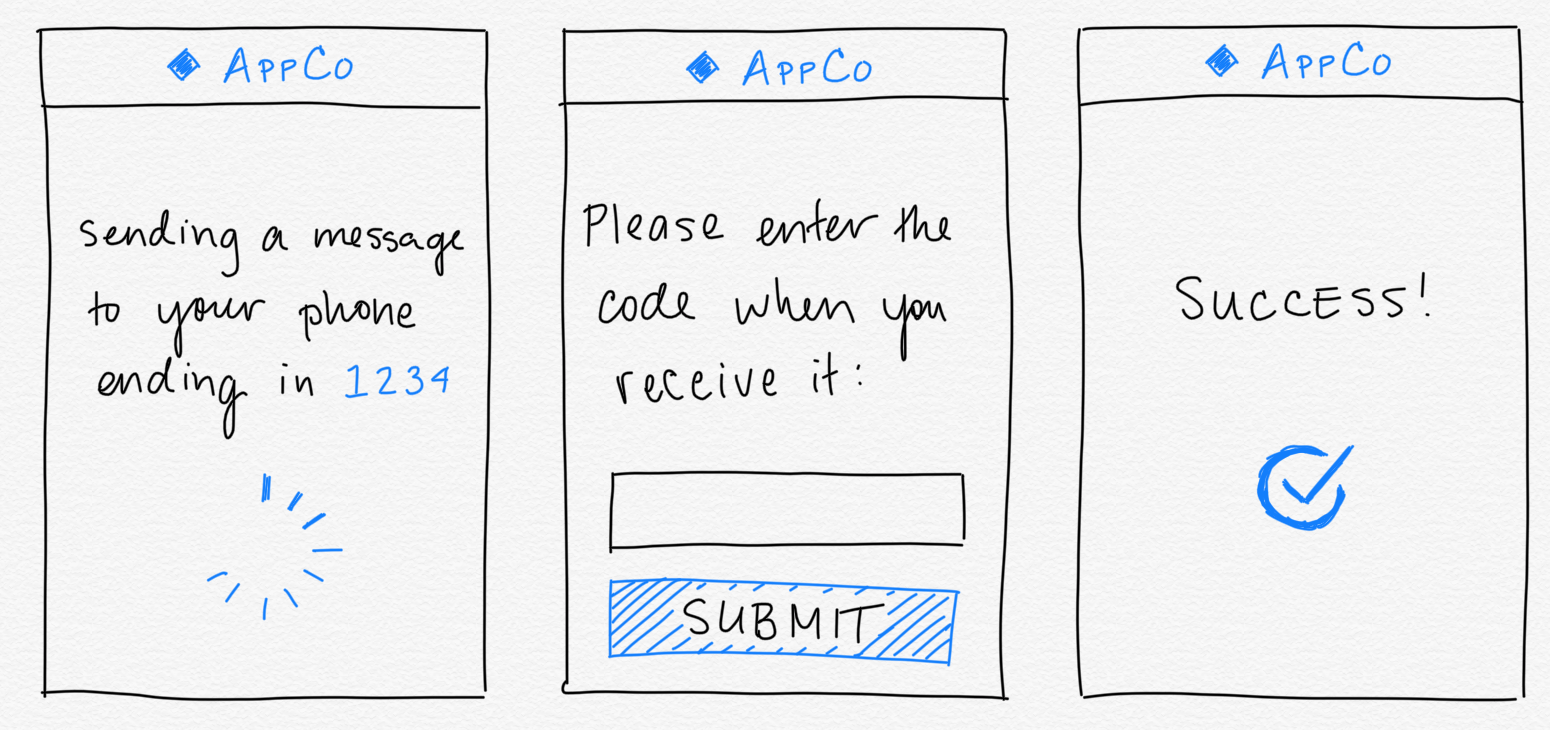 AppCo
sending a message
to your phone
ending in 1234
AppCo
Please enter the
code when you
receive it:
SUBMIT
AppCo
SUCCESS!